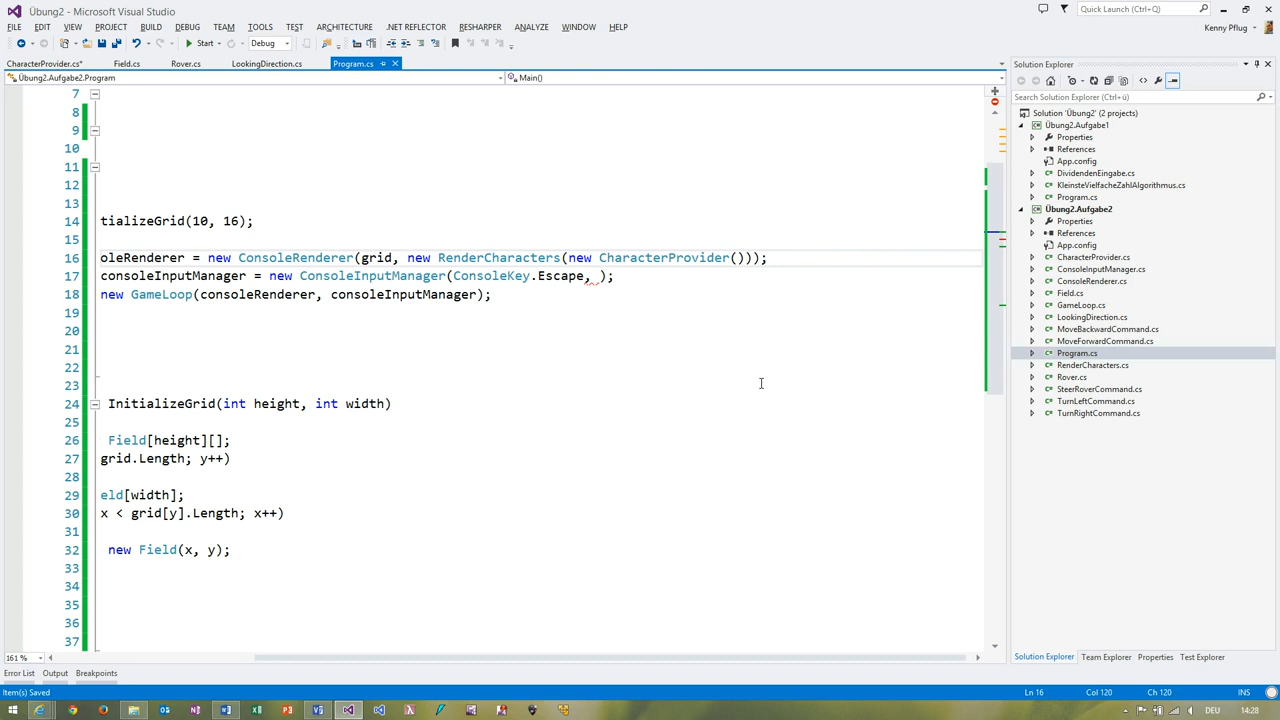 Übung2 - Microsoft Visual Studio
Quick Launch (Ctrl+Q)
FILE EDIT VIEW PROJECT BUILD DEBUG TEAM TOOLS TEST ARCHITECTURE .NET REFLECTOR RESHARPER ANALYZE WINDOW HELP
Kenny Pflug
Start Debug
CharacterProvider.cs* Field.cs Rover.cs LookingDirection.cs Program.cs
Übung2.Aufgabe2.Program Main()
7
8
9
10
11
12
13
14 tializeGrid(10, 16);
15
16 oleRenderer = new ConsoleRenderer(grid, new RenderCharacters(new CharacterProvider()));
17 consoleInputManager = new ConsoleInputManager(ConsoleKey.Escape, );
18 new GameLoop(consoleRenderer, consoleInputManager);
19
20
21
22
23
24 InitializeGrid(int height, int width)
25
26 Field[height][];
27 grid.Length; y++)
28
29 eld[width];
30 x < grid[y].Length; x++)
31
32 new Field(x, y);
33
34
35
36
37
161 %
Solution Explorer
Search Solution Explorer (Ctrl+ü)
Solution 'Übung2' (2 projects)
Übung2.Aufgabe1
Properties
References
App.config
DividendenEingabe.cs
KleinsteVielfacheZahlAlgorithmus.cs
Program.cs
Übung2.Aufgabe2
Properties
References
App.config
CharacterProvider.cs
ConsoleInputManager.cs
ConsoleRenderer.cs
Field.cs
GameLoop.cs
LookingDirection.cs
MoveBackwardCommand.cs
MoveForwardCommand.cs
Program.cs
RenderCharacters.cs
Rover.cs
SteerRoverCommand.cs
TurnLeftCommand.cs
TurnRightCommand.cs
Solution Explorer Team Explorer Properties Test Explorer
Error List Output Breakpoints
Item(s) Saved Ln 16 Col 120 Ch 120 INS
DEU 14:28